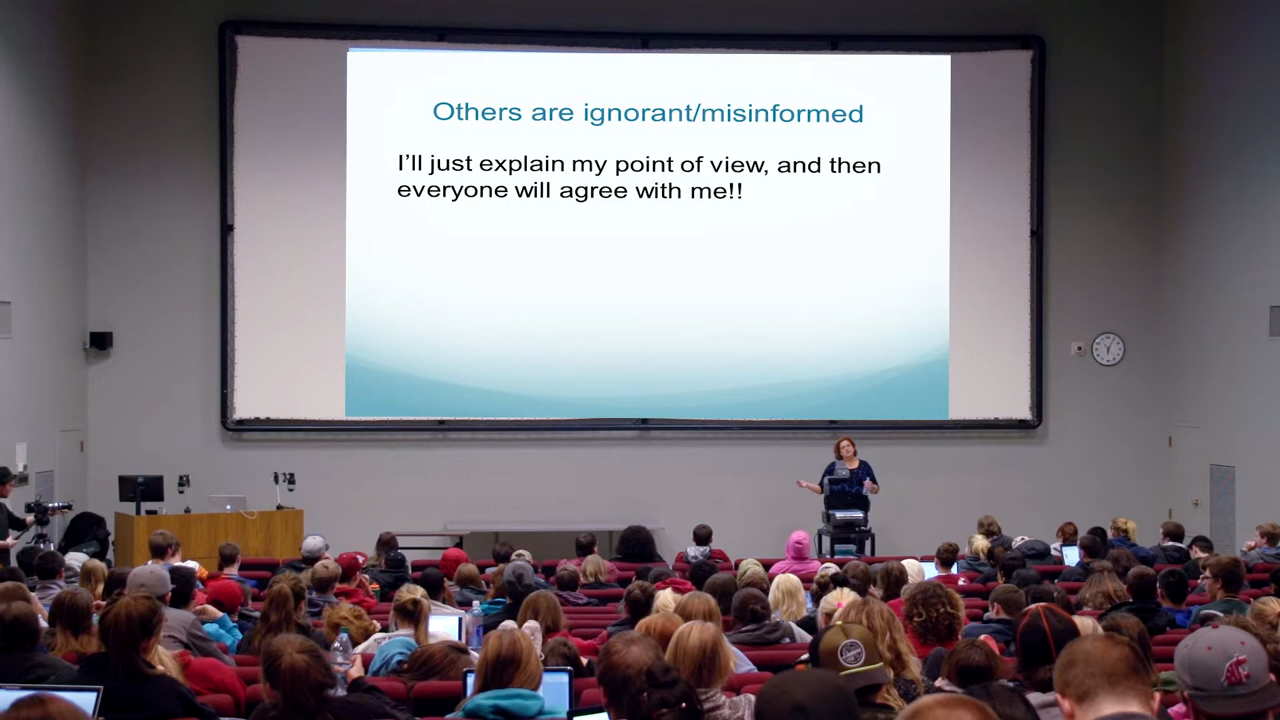 Others are ignorant/misinformed
I'll just explain my point of view, and then
everyone will agree with me!!